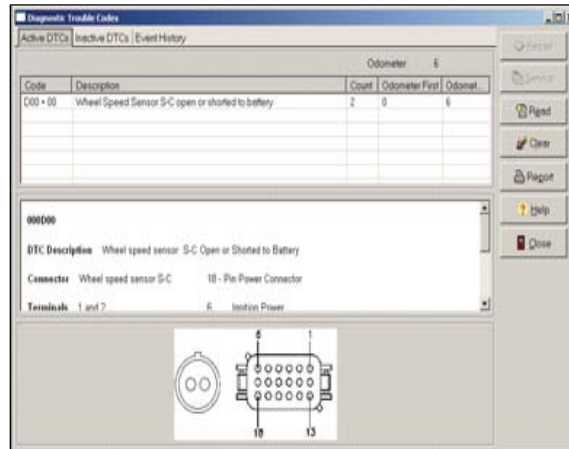 Diagnostic Trouble Codes
Active DTCs Inactive DTCs Event History
Odometer 6
Code Description Count Odometer First Odomet...
D00 • 00 Wheel Speed Sensor S-C open or shorted to battery 2 0 6
000D00
DTC Description Wheel speed sensor S-C Open or Shorted to Battery
Connector Wheel speed sensor S-C 18 - Pin Power Connector
Terminals 1 and 2 6 Ignition Power
Service
Read
Clear
Report
Help
Close
6 1
18 13